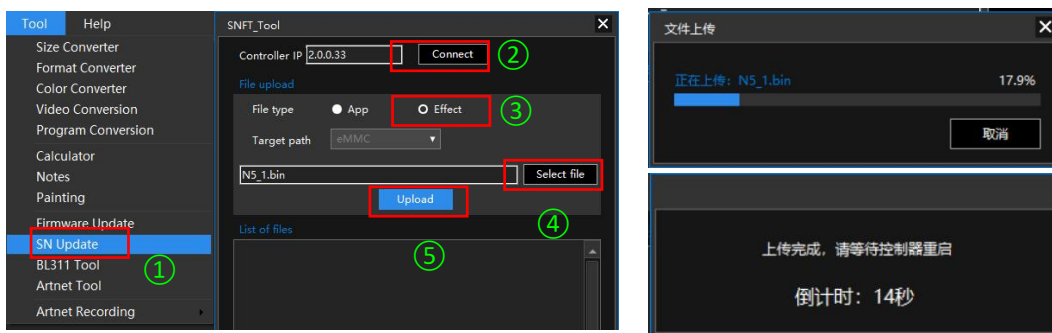 Tool Help
Size Converter
Format Converter
Color Converter
Video Conversion
Program Conversion
Calculator
Notes
Painting
Firmware Update
SN Update
①
BL311 Tool
Artnet Tool
Artnet Recording
SNFT_Tool
Controller IP 2.0.0.33 Connect ②
File upload
File type App Effect ③
Target path eMMC
N5_1.bin Select file
Upload
④
List of files
⑤
文件上传
正在上传：N5_1.bin 17.9%
取消
上传完成，请等待控制器重启
倒计时：14秒